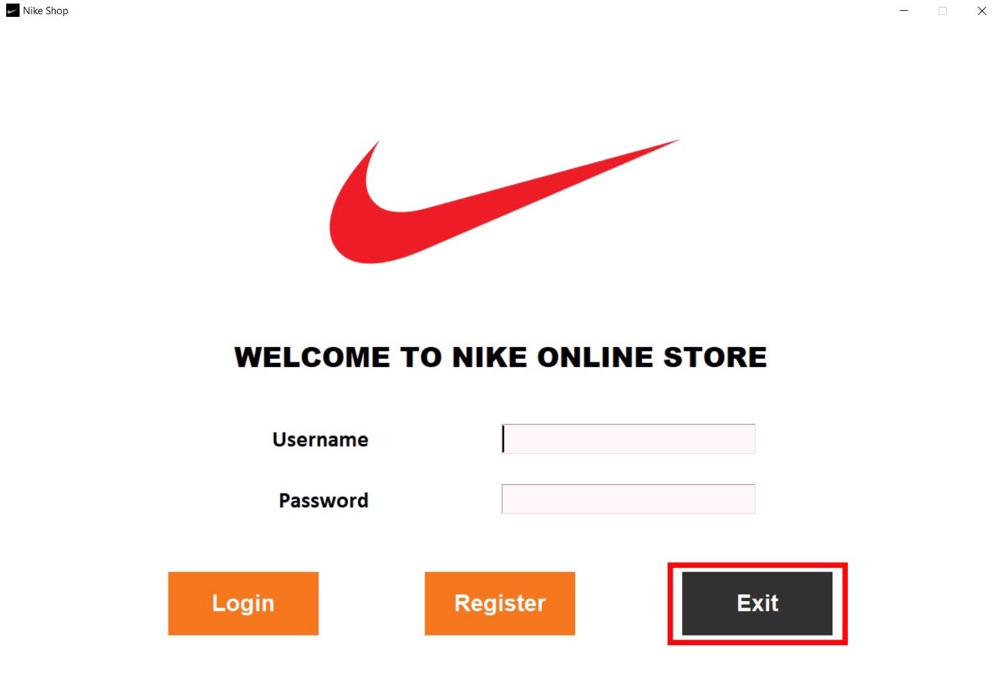 Nike Shop
WELCOME TO NIKE ONLINE STORE
Username
Password
Login
Register
Exit